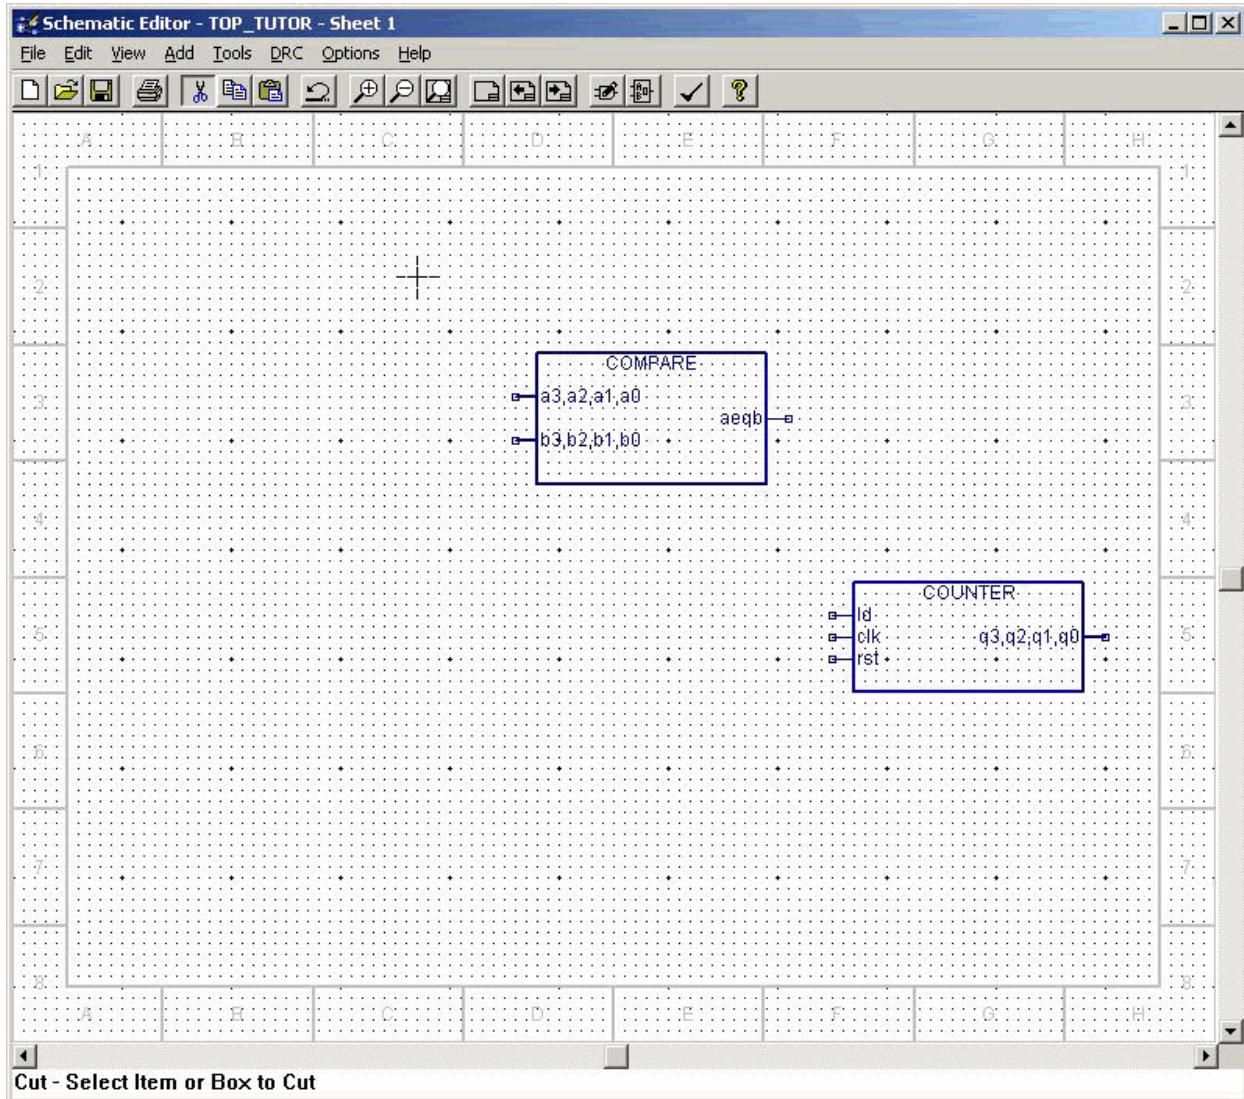 Schematic Editor - TOP_TUTOR - Sheet 1
File Edit View Add Tools DRC Options Help
A B C D E F G H
1 1
2 2
COMPARE
a3,a2,a1,a0
3 3
aeqb
b3,b2,b1,b0
4 4
COUNTER
ld
clk q3,q2,q1,q0
5 5
rst
6 6
7 7
8 8
A B C D E F G H
Cut - Select Item or Box to Cut